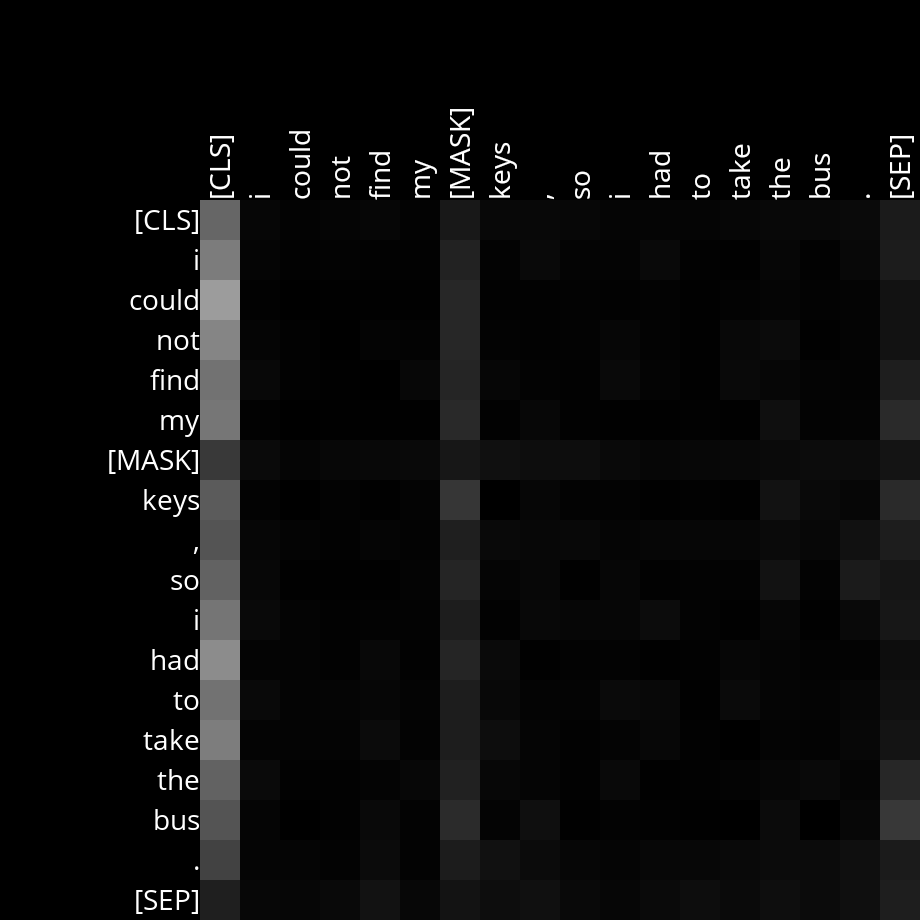 [CLS] i could not find my [MASK] keys , so i had to take the bus . [SEP]
[CLS]
i
could
not
find
my
[MASK]
keys
,
so
i
had
to
take
the
bus
.
[SEP]